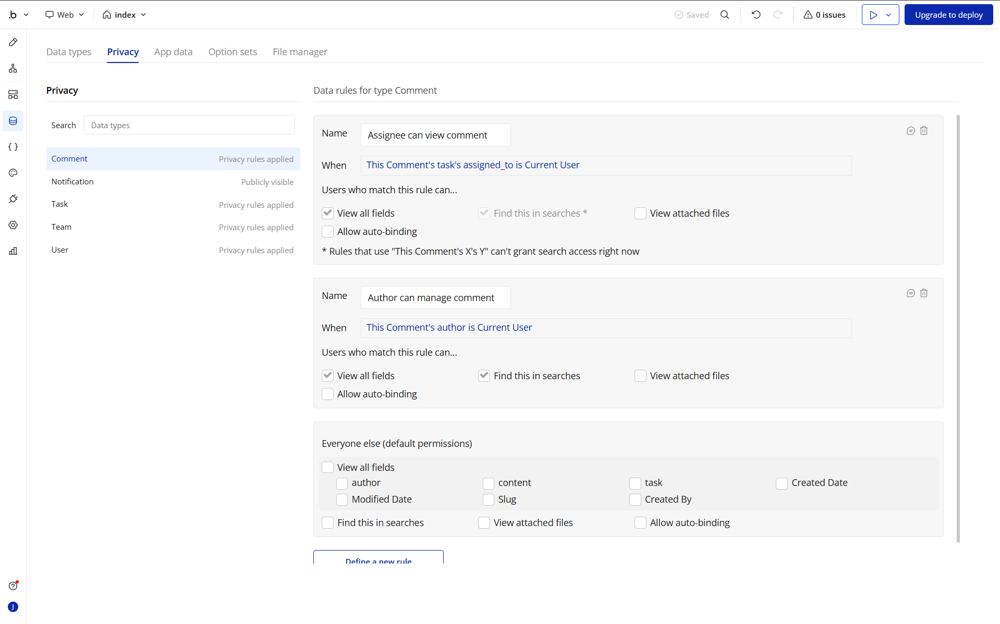 .b Web index Saved 0 issues Upgrade to deploy
Data types Privacy App data Option sets File manager
Privacy
Search Data types
Comment Privacy rules applied
Notification Publicly visible
Task Privacy rules applied
Team Privacy rules applied
User Privacy rules applied
Data rules for type Comment
Name Assignee can view comment
When This Comment's task's assigned_to is Current User
Users who match this rule can...
View all fields Find this in searches * View attached files
Allow auto-binding
* Rules that use "This Comment's X's Y" can't grant search access right now
Name Author can manage comment
When This Comment's author is Current User
Users who match this rule can...
View all fields Find this in searches View attached files
Allow auto-binding
Everyone else (default permissions)
View all fields
author content task Created Date
Modified Date Slug Created By
Find this in searches View attached files Allow auto-binding
Define a new rule
J